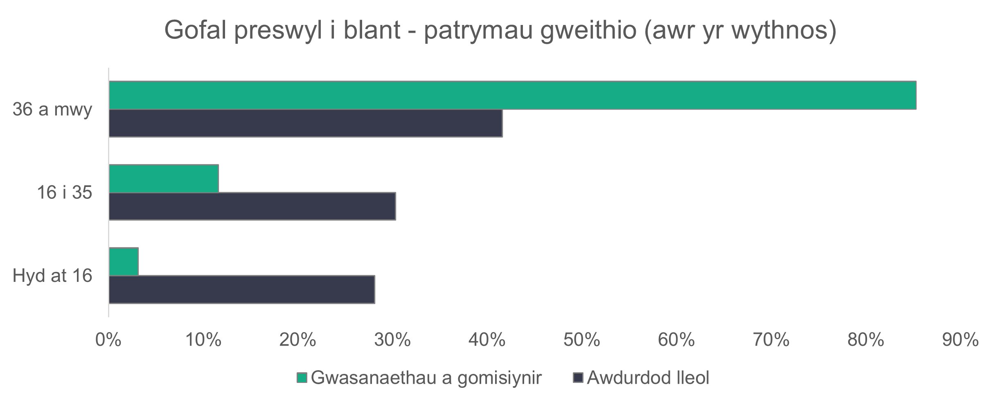 Gofal preswyl i blant - patrymau gweithio (awr yr wythnos)
36 a mwy
16 i 35
Hyd at 16
0% 10% 20% 30% 40% 50% 60% 70% 80% 90%
Gwasanaethau a gomisiynir Awdurdod lleol